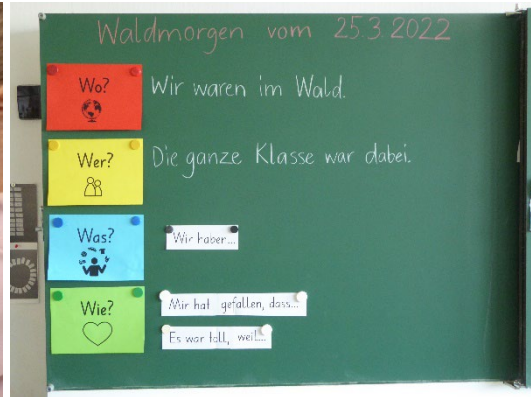 Waldmorgen vom 25.3.2022
Wo?
Wir waren im Wald.
Wer?
Die ganze Klasse war dabei.
Was?
Wir haben...
Wie?
Mir hat gefallen, dass...
Es war toll, weil...